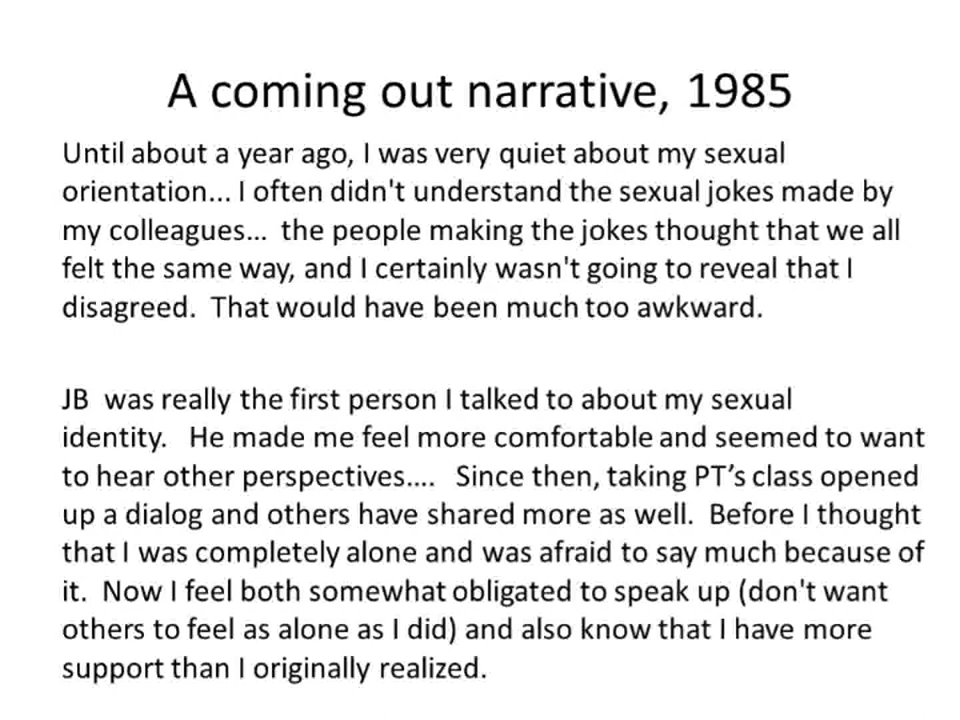 A coming out narrative, 1985
Until about a year ago, I was very quiet about my sexual
orientation... I often didn't understand the sexual jokes made by
my colleagues...  the people making the jokes thought that we all
felt the same way, and I certainly wasn't going to reveal that I
disagreed.  That would have been much too awkward.
JB  was really the first person I talked to about my sexual
identity.   He made me feel more comfortable and seemed to want
to hear other perspectives....   Since then, taking PT’s class opened
up a dialog and others have shared more as well.  Before I thought
that I was completely alone and was afraid to say much because of
it.  Now I feel both somewhat obligated to speak up (don't want
others to feel as alone as I did) and also know that I have more
support than I originally realized.